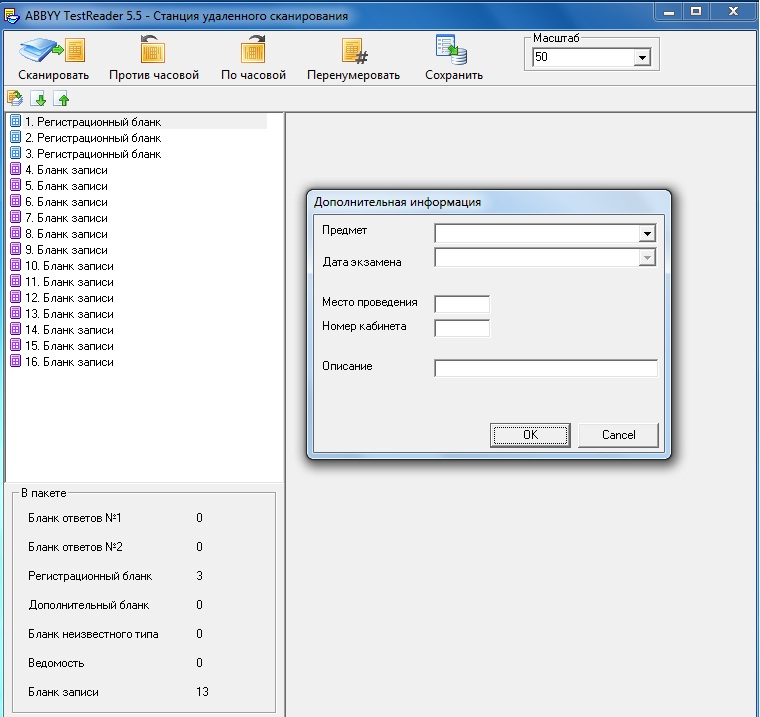 ABBYY TestReader 5.5 - Станция удаленного сканирования
Сканировать Против часовой По часовой Перенумеровать Сохранить
Масштаб
50
1. Регистрационный бланк
2. Регистрационный бланк
3. Регистрационный бланк
4. Бланк записи
5. Бланк записи
6. Бланк записи
7. Бланк записи
8. Бланк записи
9. Бланк записи
10. Бланк записи
11. Бланк записи
12. Бланк записи
13. Бланк записи
14. Бланк записи
15. Бланк записи
16. Бланк записи
Дополнительная информация
Предмет
Дата экзамена
Место проведения
Номер кабинета
Описание
OK Cancel
В пакете
Бланк ответов №1 0
Бланк ответов №2 0
Регистрационный бланк 3
Дополнительный бланк 0
Бланк неизвестного типа 0
Ведомость 0
Бланк записи 13